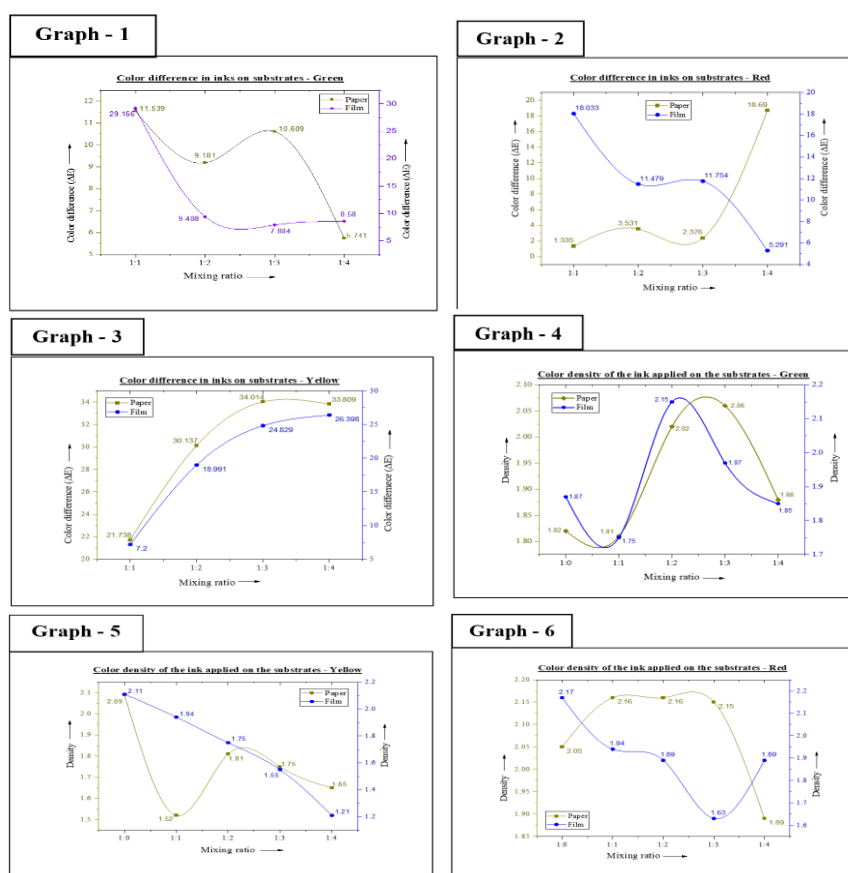 Graph - 1
Color difference in inks on substrates - Green
Paper
Film
12
11
10
9
8
7
6
5
30
25
20
15
10
5
29.166
11.539
9.181
10.609
5.741
9.408
7.884
8.58
Color difference (ΔE)
Color difference (ΔE)
1:1 1:2 1:3 1:4
Mixing ratio
Graph - 2
Color difference in inks on substrates - Red
Paper
Film
20
18
16
14
12
10
8
6
4
2
0
20
18
16
14
12
10
8
6
4
18.033
11.479
11.754
5.291
1.335
3.531
2.376
18.69
Color difference (ΔE)
Color difference (ΔE)
1:1 1:2 1:3 1:4
Mixing ratio
Graph - 3
Color difference in inks on substrates - Yellow
Paper
Film
34
32
30
28
26
24
22
20
30
25
20
15
10
5
21.738
30.137
34.014
33.809
7.2
18.991
24.829
26.398
Color difference (ΔE)
Color differnece (ΔE)
1:1 1:2 1:3 1:4
Mixing ratio
Graph - 4
Color density of the ink applied on the substrates - Green
Paper
Film
2.10
2.05
2.00
1.95
1.90
1.85
1.80
2.2
2.1
2.0
1.9
1.8
1.7
1.82
1.81
2.02
2.06
1.88
1.87
1.75
2.15
1.97
1.85
Density
Density
1:0 1:1 1:2 1:3 1:4
Mixing ratio
Graph - 5
Color density of the ink applied on the substrates - Yellow
Paper
Film
2.1
2.0
1.9
1.8
1.7
1.6
1.5
2.2
2.0
1.8
1.6
1.4
1.2
2.09
1.52
1.81
1.75
1.65
2.11
1.94
1.75
1.55
1.21
Density
Density
1:0 1:1 1:2 1:3 1:4
Mixing ratio
Graph - 6
Color density of the ink applied on the substrates - Red
Paper
Film
2.20
2.15
2.10
2.05
2.00
1.95
1.90
1.85
2.2
2.1
2.0
1.9
1.8
1.7
1.6
2.05
2.16
2.16
2.15
1.89
2.17
1.94
1.89
1.63
1.89
Density
Density
1:0 1:1 1:2 1:3 1:4
Mixing ratio